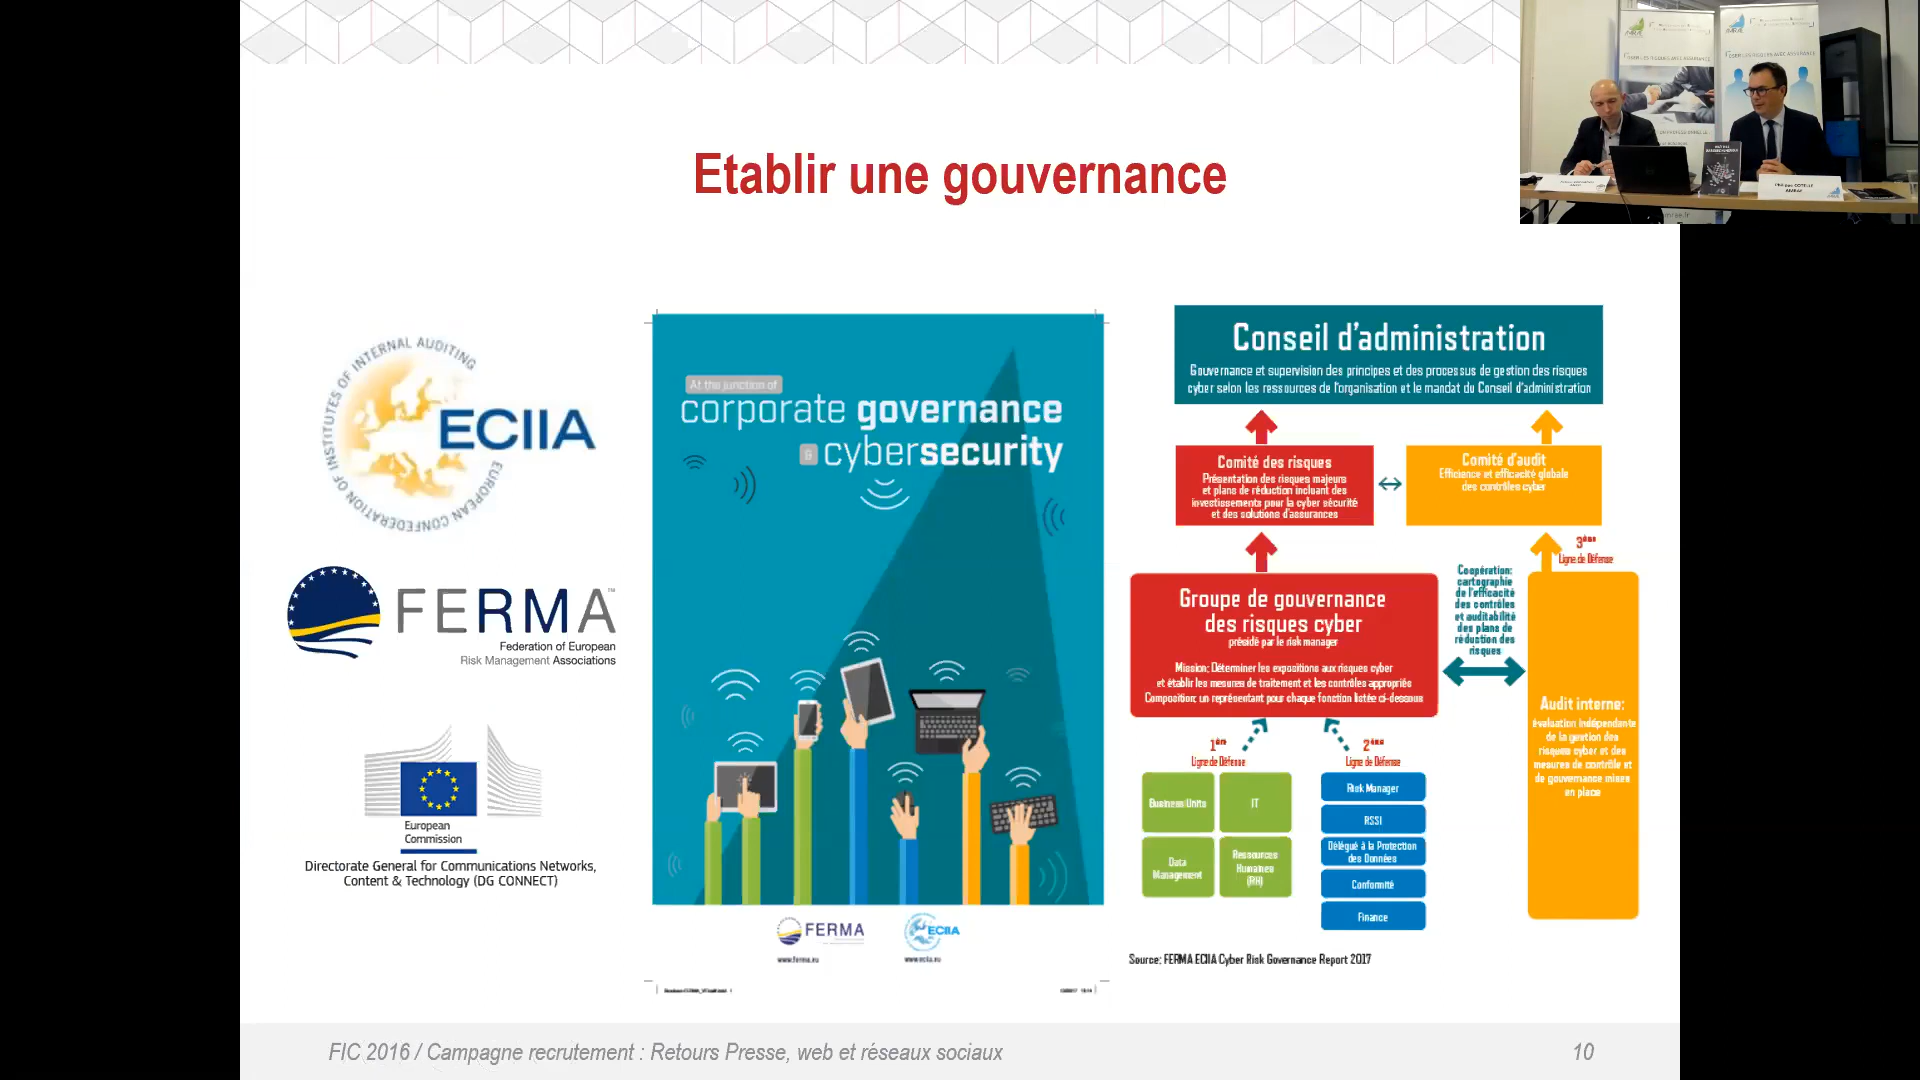 Etablir une gouvernance
EUROPEAN CONFEDERATION OF INSTITUTES OF INTERNAL AUDITING
ECIIA
FERMA
Federation of European
Risk Management Associations
European
Commission
Directorate General for Communications Networks,
Content & Technology (DG CONNECT)
At the junction of
corporate governance
& cybersecurity
FERMA
www.ferma.eu
ECIIA
www.eciia.eu
Conseil d'administration
Gouvernance et supervision des principes et des processus de gestion des risques
cyber selon les ressources de l'organisation et le mandat du Conseil d'administration
Comité des risques
Présentation des risques majeurs
et plans de réduction incluant des
investissements pour la cyber sécurité
et des solutions d'assurances
Comité d'audit
Efficience et efficacité globale
des contrôles cyber
3ème
Ligne de Défense
Groupe de gouvernance
des risques cyber
présidé par le risk manager
Mission: Déterminer les expositions aux risques cyber
et établir les mesures de traitement et les contrôles appropriés
Composition: un représentant pour chaque fonction listée ci-dessous
Coopération:
cartographie
de l'efficacité
des contrôles
et auditabilité
des plans de
réduction des
risques
Audit interne:
évaluation indépendante
de la gestion des
risques cyber et des
mesures de contrôle et
de gouvernance mises
en place
1ère
Ligne de Défense
2ème
Ligne de Défense
Business Units
IT
Data
Management
Ressources
Humaines
(RH)
Risk Manager
RSSI
Délégué à la Protection
des Données
Conformité
Finance
Source: FERMA ECIIA Cyber Risk Governance Report 2017
FIC 2016 / Campagne recrutement : Retours Presse, web et réseaux sociaux
10
AMRAE